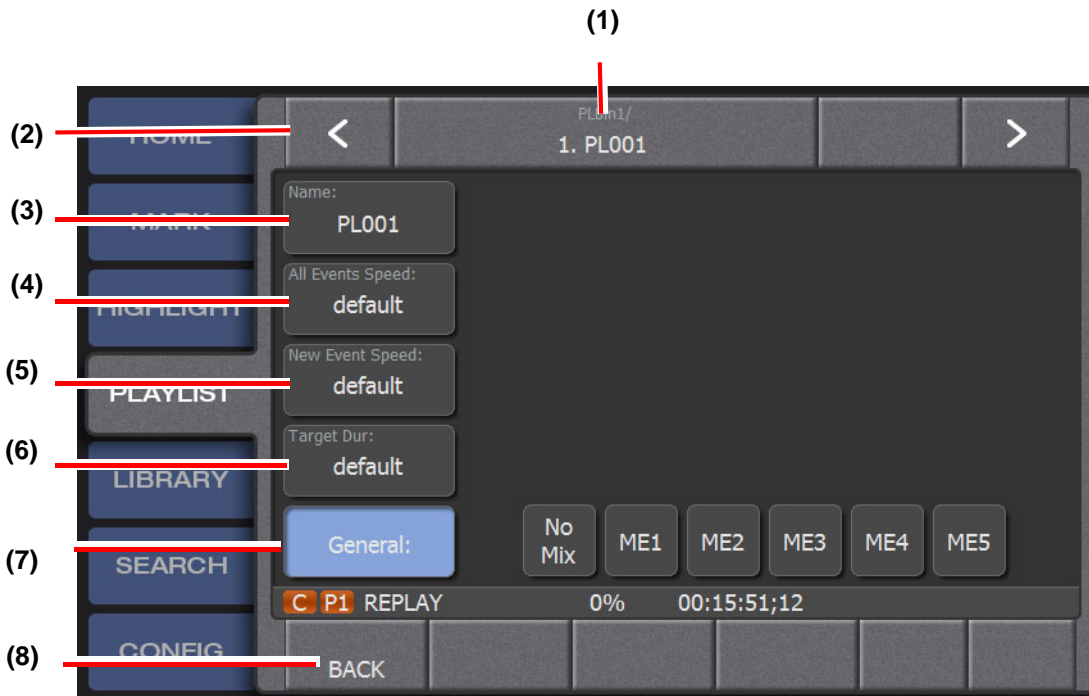 (1)
(2)
HOME
<
PLbin1/
1. PL001
>
(3)
MARK
Name:
PL001
(4)
HIGHLIGHT
All Events Speed:
default
(5)
PLAYLIST
New Event Speed:
default
(6)
LIBRARY
Target Dur:
default
(7)
SEARCH
General:
No
Mix
ME1
ME2
ME3
ME4
ME5
C P1 REPLAY 0% 00:15:51;12
(8)
CONFIG
BACK